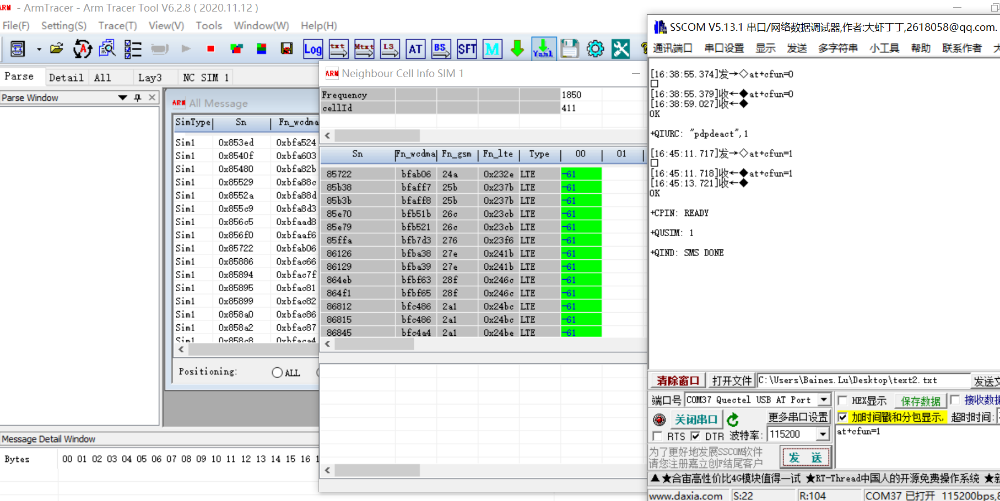 ARM - ArmTracer - Arm Tracer Tool V6.2.8 ( 2020.11.12 )
File(F) Setting(S) Trace(T) View(V) Tools Window(W) Help(H)
Log txt Mtxt L3 AT BS SFT M Yan1 ?
Parse Detail All Lay3 NC SIM 1
Parse Window
ARM All Message
SimType Sn Fn_wcdma
Sim1 0x853ed 0xbfa524
Sim1 0x8540f 0xbfa603
Sim1 0x85480 0xbfa82b
Sim1 0x85529 0xbfa88c
Sim1 0x8552a 0xbfa88d
Sim1 0x855c9 0xbfa8d3
Sim1 0x856c5 0xbfaad8
Sim1 0x856f0 0xbfaaf6
Sim1 0x85722 0xbfab06
Sim1 0x85886 0xbfac66
Sim1 0x85894 0xbfac7f
Sim1 0x85895 0xbfac81
Sim1 0x85899 0xbfac82
Sim1 0x858a0 0xbfac86
Sim1 0x858a2 0xbfac87
Sim1 0x858c8 0xbfaca4
Positioning: ALL
Message Detail Window
Bytes 00 01 02 03 04 05 06 07 08 09 10 11 12 13 14 15 16 1
ARM Neighbour Cell Info SIM 1
Frequency 1850
cellId 411
Sn Fn_wcdma Fn_gsm Fn_lte Type 00 01
85722 bfab06 24a 0x232e LTE -61
85b38 bfaff7 25b 0x237b LTE -61
85b3b bfaff8 25b 0x237b LTE -61
85e70 bfb51b 26c 0x23cb LTE -61
85e79 bfb521 26c 0x23cb LTE -61
85ffa bfb7d3 276 0x23f6 LTE -61
86126 bfba38 27e 0x241b LTE -61
86129 bfba39 27e 0x241b LTE -61
864eb bfbf63 28f 0x246c LTE -61
864f1 bfbf65 28f 0x246c LTE -61
86812 bfc486 2a1 0x24bc LTE -61
86815 bfc486 2a1 0x24bc LTE -61
86845 bfc4a4 2a1 0x24be LTE -61
SSCOM V5.13.1 串口/网络数据调试器,作者:大虾丁丁,2618058@qq.com.
通讯端口 串口设置 显示 发送 多字符串 小工具 帮助 联系作者 大
[16:38:55.374]发→◇at+cfun=0
□
[16:38:55.379]收←◆at+cfun=0
[16:38:59.027]收←◆
OK
+QIURC: "pdpdeact",1
[16:45:11.717]发→◇at+cfun=1
□
[16:45:11.718]收←◆at+cfun=1
[16:45:13.721]收←◆
OK
+CPIN: READY
+QUSIM: 1
+QIND: SMS DONE
清除窗口 打开文件 C:\Users\Baines.Lu\Desktop\text2.txt 发送文
端口号 COM37 Quectel USB AT Port HEX显示 保存数据 接收数据
关闭串口 更多串口设置 加时间戳和分包显示, 超时时间:
RTS DTR 波特率: 115200 at+cfun=1
为了更好地发展SSCOM软件
请您注册嘉立创F结尾客户
发 送
▲★合宙高性价比4G模块值得一试 ★RT-Thread中国人的开源免费操作系统 ★新
www.daxia.com S:22 R:104 COM37 已打开 115200bps,8